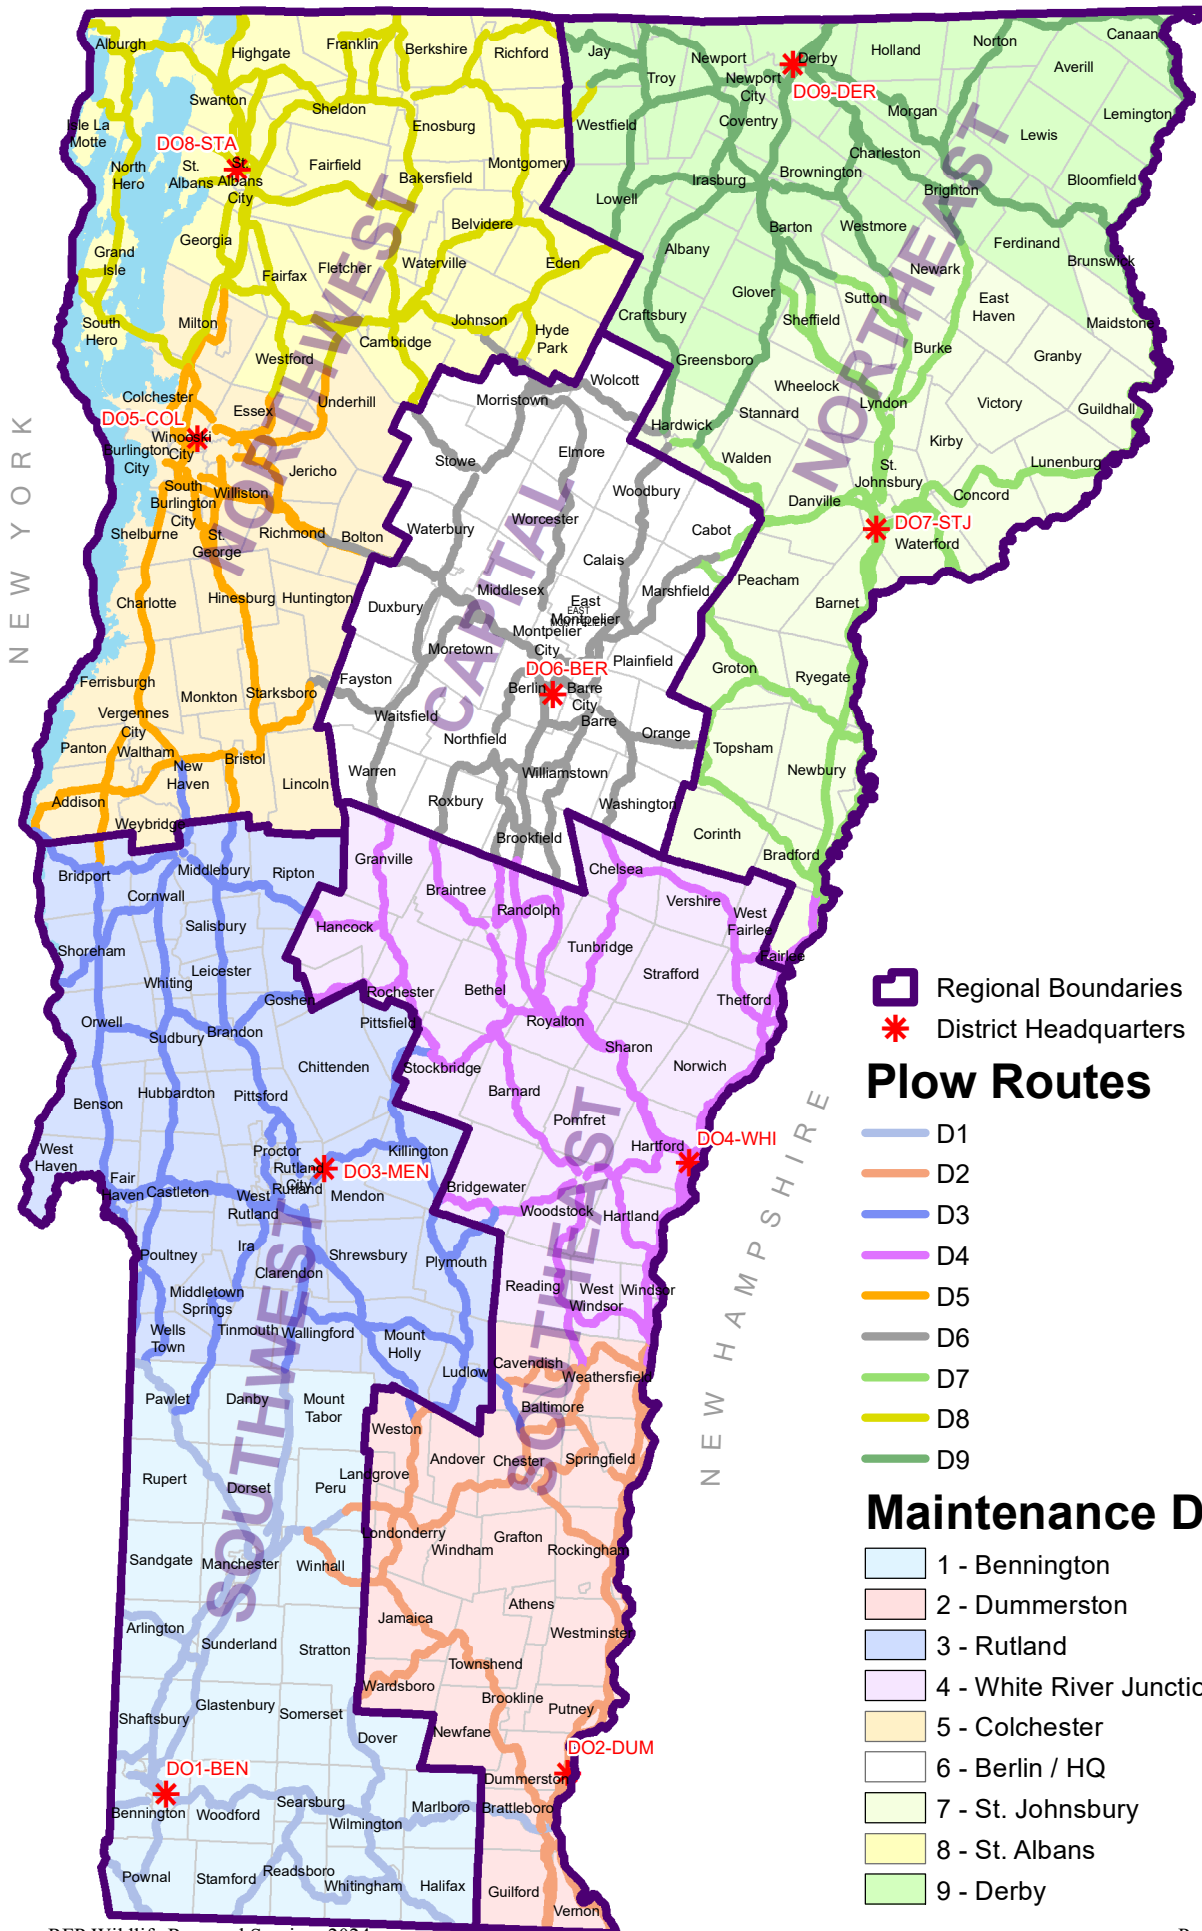 Alburgh
Highgate
Franklin
Berkshire
Richford
Jay
Newport
Derby
Holland
Norton
Canaan
Troy
Newport
City
DO9-DER
Averill
Swanton
Sheldon
Enosburg
Westfield
Coventry
Morgan
Lewis
Lemington
Isle La
Motte
DO8-STA
St.
Albans
St.
Albans
City
North
Hero
Fairfield
Bakersfield
Montgomery
Lowell
Irasburg
Brownington
Charleston
Brighton
Bloomfield
Grand
Isle
Georgia
Belvidere
Barton
Westmore
Ferdinand
Brunswick
Fairfax
Fletcher
Waterville
Eden
Albany
Newark
NORTHWEST
NORTHEAST
South
Hero
Milton
Johnson
Hyde
Park
Craftsbury
Glover
Sutton
East
Haven
Maidstone
Sheffield
Westford
Cambridge
Greensboro
Burke
Granby
Wolcott
Wheelock
Colchester
Essex
Underhill
Morristown
Stannard
Lyndon
Victory
Guildhall
DO5-COL
Winooski
City
Burlington
City
Hardwick
Jericho
Stowe
Elmore
Walden
Kirby
Lunenburg
St.
Johnsbury
South
Burlington
City
Williston
Woodbury
Danville
Concord
Shelburne
St.
George
Richmond
Bolton
Waterbury
Worcester
Cabot
DO7-STJ
Waterford
NEW YORK
CAPITAL
Calais
Peacham
Charlotte
Hinesburg
Huntington
Duxbury
Middlesex
East
Montpelier
EAST
MONTPELIER
Marshfield
Barnet
Montpelier
City
Moretown
Plainfield
DO6-BER
Groton
Ryegate
Ferrisburgh
Monkton
Starksboro
Fayston
Berlin
Barre
City
Vergennes
City
Waitsfield
Barre
Panton
Waltham
Northfield
Orange
Topsham
New
Haven
Bristol
Lincoln
Warren
Williamstown
Newbury
Addison
Roxbury
Washington
Weybridge
Brookfield
Corinth
Bridport
Middlebury
Ripton
Granville
Chelsea
Bradford
Cornwall
Braintree
Vershire
West
Fairlee
Salisbury
Hancock
Randolph
Tunbridge
Fairlee
Shoreham
Leicester
Strafford
Whiting
Goshen
Rochester
Bethel
Thetford
Orwell
Sudbury
Brandon
Pittsfield
Royalton
Sharon
Chittenden
Stockbridge
Norwich
Benson
Hubbardton
Pittsford
Barnard
Pomfret
West
Haven
Proctor
Rutland
City
DO3-MEN
Killington
Hartford
DO4-WHI
Fair
Haven
Castleton
West
Rutland
Rutland
Mendon
Bridgewater
Woodstock
Hartland
Poultney
Ira
Clarendon
Shrewsbury
Plymouth
Reading
West
Windsor
Windsor
Middletown
Springs
Wells
Town
Tinmouth
Wallingford
Mount
Holly
Ludlow
Cavendish
Weathersfield
SOUTHWEST
SOUTHEAST
NEW HAMPSHIRE
Pawlet
Danby
Mount
Tabor
Weston
Baltimore
Andover
Chester
Springfield
Rupert
Dorset
Peru
Landgrove
Londonderry
Windham
Grafton
Rockingham
Sandgate
Manchester
Winhall
Athens
Arlington
Sunderland
Stratton
Jamaica
Westminster
Townshend
Wardsboro
Shaftsbury
Glastenbury
Somerset
Brookline
Putney
Dover
Newfane
DO2-DUM
DO1-BEN
Dummerston
Bennington
Woodford
Searsburg
Wilmington
Marlboro
Brattleboro
Pownal
Stamford
Readsboro
Whitingham
Halifax
Guilford
Vernon
Regional Boundaries
District Headquarters
Plow Routes
D1
D2
D3
D4
D5
D6
D7
D8
D9
Maintenance D
1 - Bennington
2 - Dummerston
3 - Rutland
4 - White River Junctio
5 - Colchester
6 - Berlin / HQ
7 - St. Johnsbury
8 - St. Albans
9 - Derby